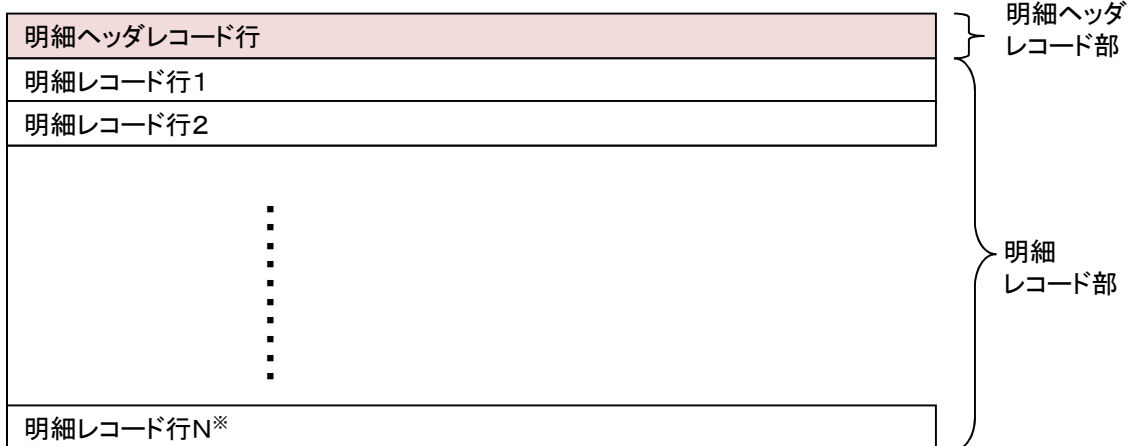 明細ヘッダレコード行
明細ヘッダ
レコード部
明細レコード行1
明細レコード行2
明細
レコード部
明細レコード行N※